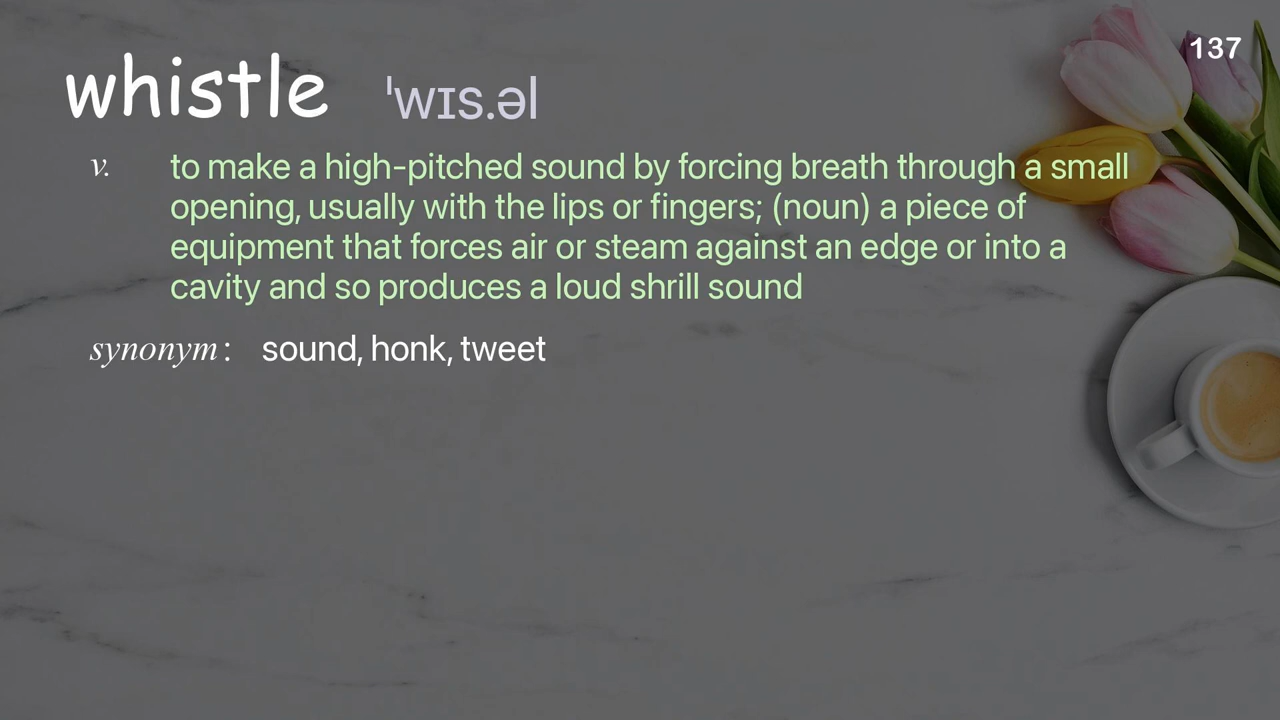 137
whistle ˈwɪs.əl
v. to make a high-pitched sound by forcing breath through a small
opening, usually with the lips or fingers; (noun) a piece of
equipment that forces air or steam against an edge or into a
cavity and so produces a loud shrill sound
synonym: sound, honk, tweet